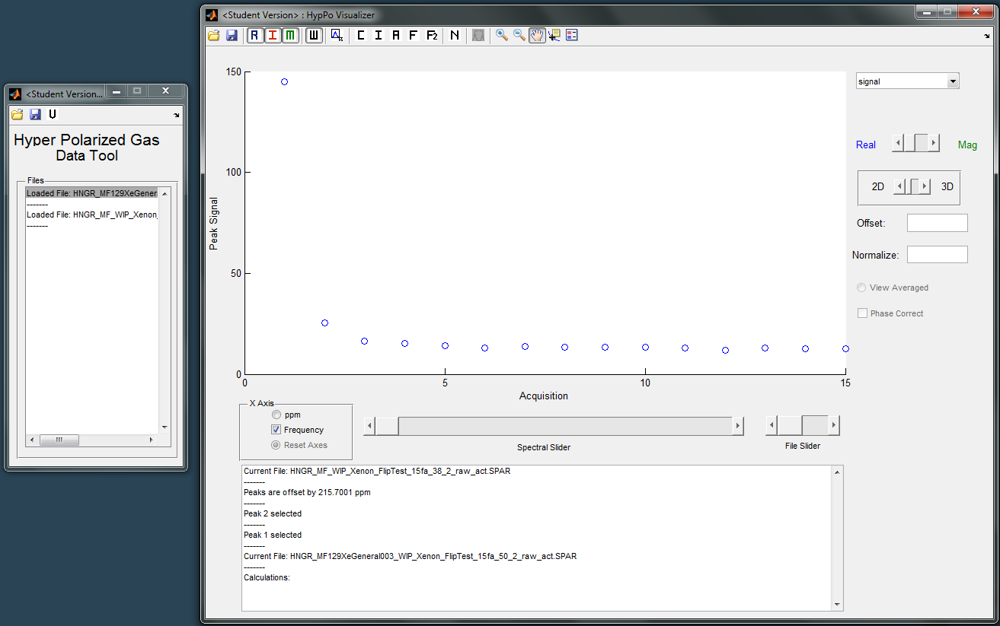 <Student Version> : HypPo Visualizer
R I M W C I A F F2 N
<Student Version...
U
Hyper Polarized Gas
Data Tool
Files
Loaded File: HNGR_MF129XeGener
-------
Loaded File: HNGR_MF_WIP_Xenon_
-------
150
100
50
0
Peak Signal
0 5 10 15
Acquisition
signal
Real Mag
2D 3D
Offset:
Normalize:
View Averaged
Phase Correct
X Axis
ppm
Frequency
Reset Axes
Spectral Slider
File Slider
Current File: HNGR_MF_WIP_Xenon_FlipTest_15fa_38_2_raw_act.SPAR
-------
Peaks are offset by 215.7001 ppm
-------
Peak 2 selected
-------
Peak 1 selected
-------
Current File: HNGR_MF129XeGeneral003_WIP_Xenon_FlipTest_15fa_50_2_raw_act.SPAR
-------
Calculations: